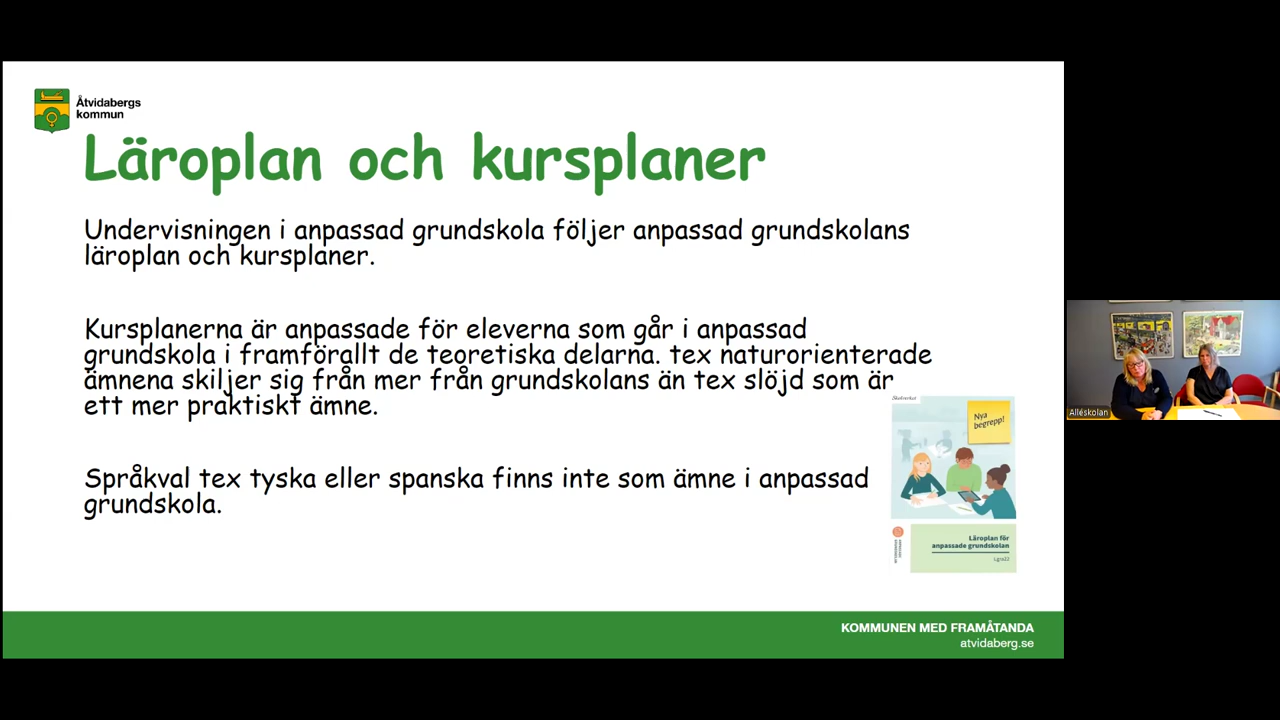 Åtvidabergs
kommun
Läroplan och kursplaner
Undervisningen i anpassad grundskola följer anpassad grundskolans
läroplan och kursplaner.
Kursplanerna är anpassade för eleverna som går i anpassad
grundskola i framförallt de teoretiska delarna. tex naturorienterade
ämnena skiljer sig från mer från grundskolans än tex slöjd som är
ett mer praktiskt ämne.
Språkval tex tyska eller spanska finns inte som ämne i anpassad
grundskola.
Skolverket
Nya
begrepp!
Läroplan för
anpassade grundskolan
KOMMUNEN MED FRAMÅTANDA
atvidaberg.se
Alléskolan